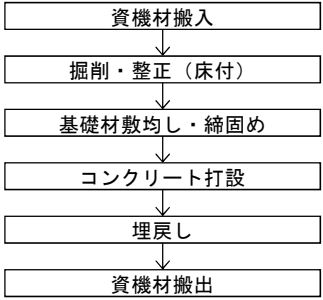 資機材搬入
掘削・整正（床付）
基礎材敷均し・締固め
コンクリート打設
埋戻し
資機材搬出